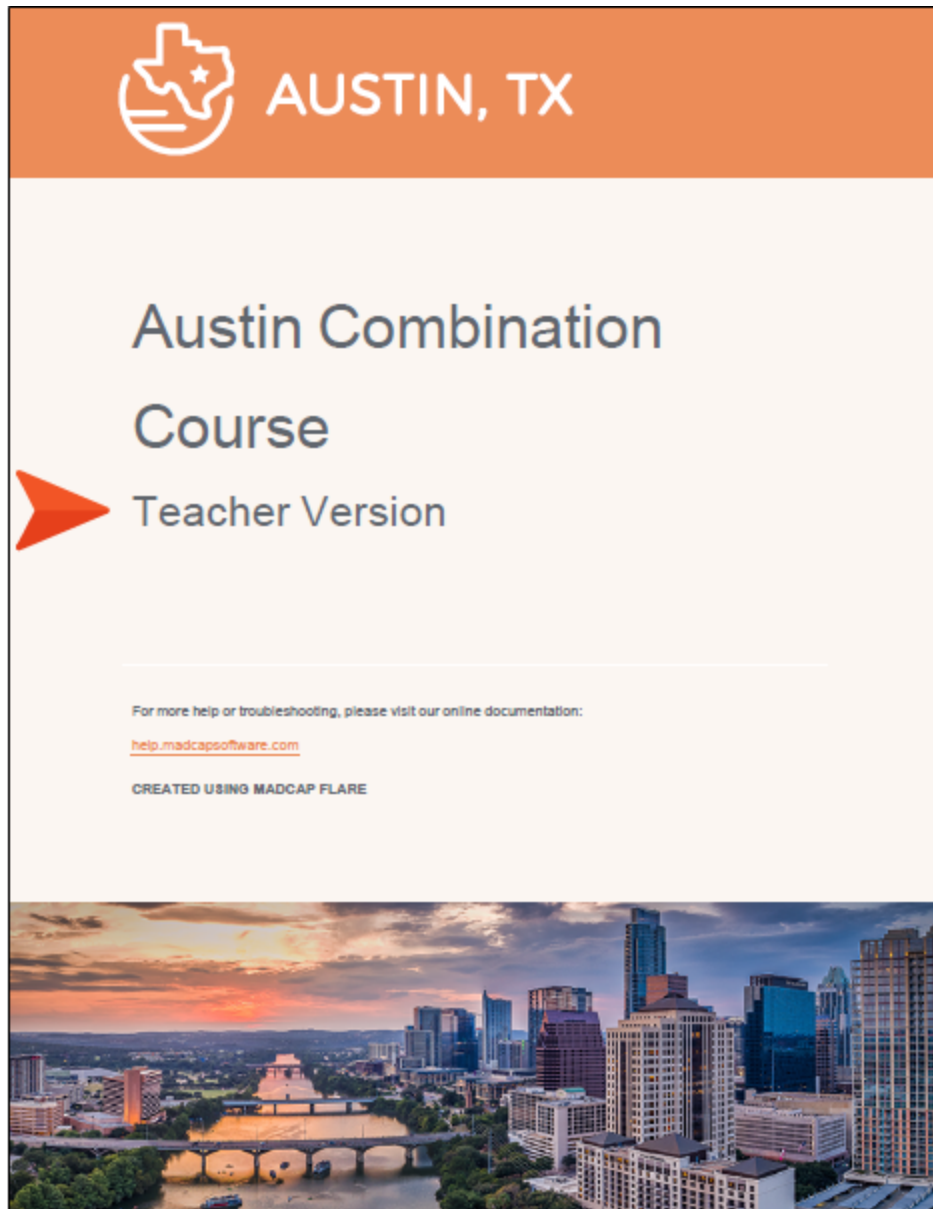 AUSTIN, TX
Austin Combination
Course
Teacher Version
For more help or troubleshooting, please visit our online documentation:
help.madcapsoftware.com
CREATED USING MADCAP FLARE